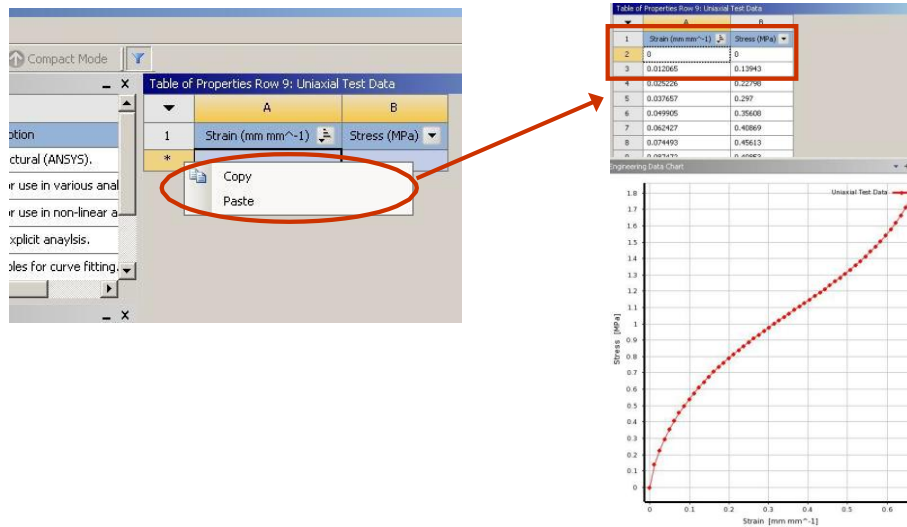 Compact Mode
otion
ctural (ANSYS).
r use in various anal
r use in non-linear a
xplicit anaylsis.
oles for curve fitting.
Table of Properties Row 9: Uniaxial Test Data
A B
1 Strain (mm mm^-1) Stress (MPa)
*
Copy
Paste
Table of Properties Row 9: Uniaxial Test Data
A B
1 Strain (mm mm^-1) Stress (MPa)
2 0 0
3 0.012065 0.13943
4 0.025226 0.22798
5 0.037657 0.297
6 0.049905 0.35608
7 0.062427 0.40869
8 0.074493 0.45613
Engineering Data Chart
Uniaxial Test Data
1.8
1.7
1.6
1.5
1.4
1.3
1.2
1.1
1
0.9
0.8
0.7
0.6
0.5
0.4
0.3
0.2
0.1
0
Stress [MPa]
0 0.1 0.2 0.3 0.4 0.5 0.6
Strain [mm mm^-1]